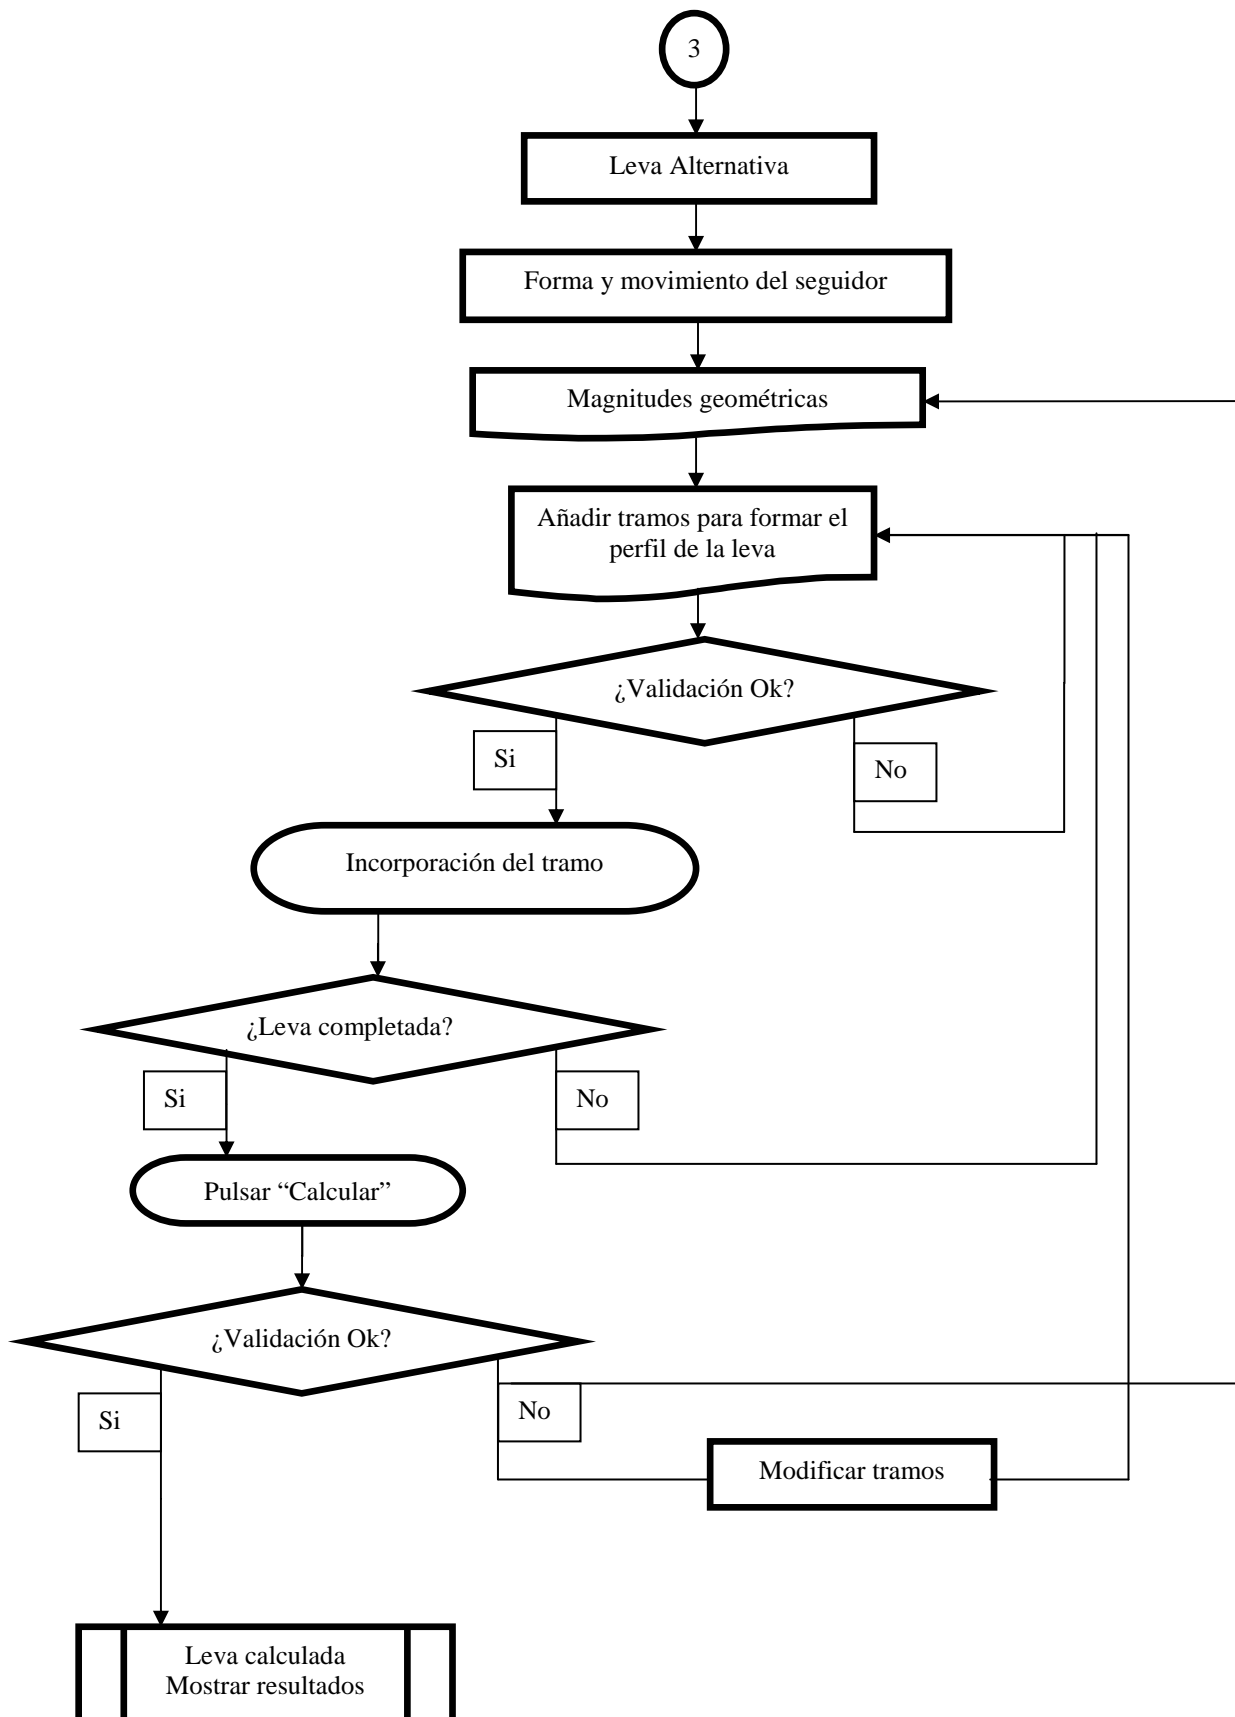 3
Leva Alternativa
Forma y movimiento del seguidor
Magnitudes geométricas
Añadir tramos para formar el
perfil de la leva
¿Validación Ok?
Si
No
Incorporación del tramo
¿Leva completada?
Si
No
Pulsar “Calcular”
¿Validación Ok?
Si
No
Modificar tramos
Leva calculada
Mostrar resultados